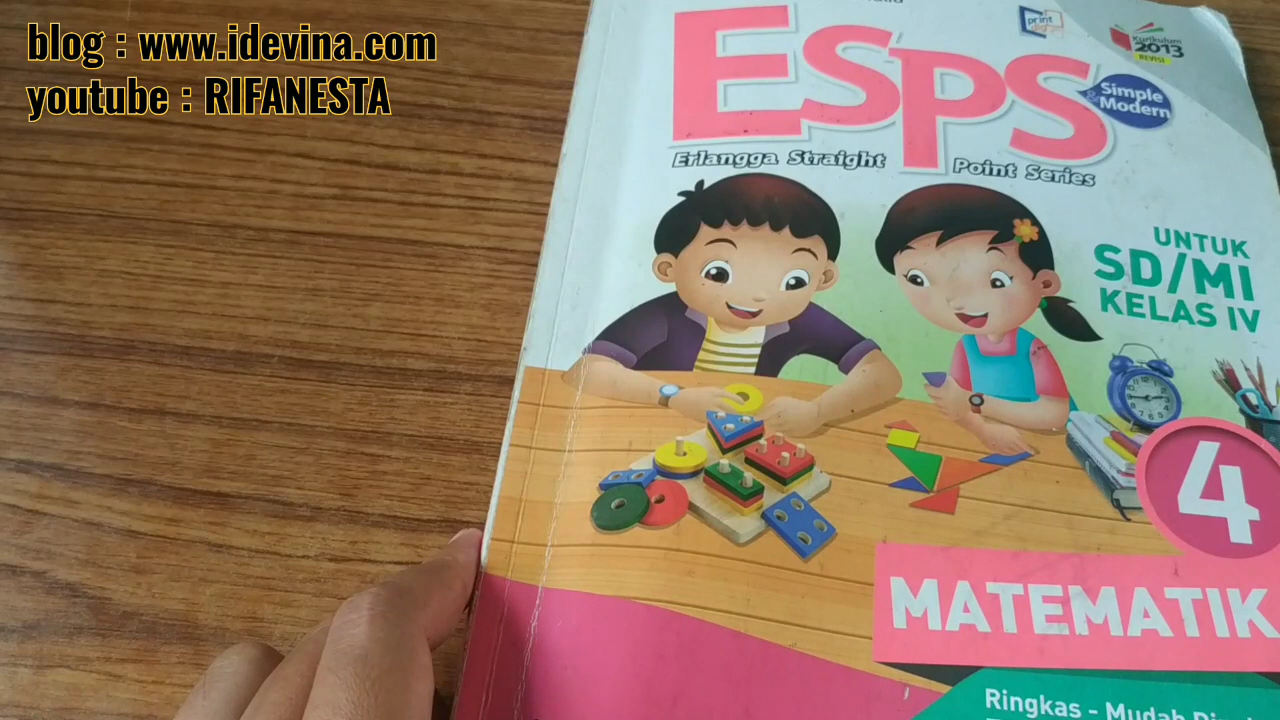 blog : www.idevina.com
youtube : RIFANESTA
print
Kurikulum
2013
REVISI
ESPS
Simple
& Modern
Erlangga Straight Point Series
UNTUK
SD/MI
KELAS IV
4
MATEMATIK
Ringkas - Mudah